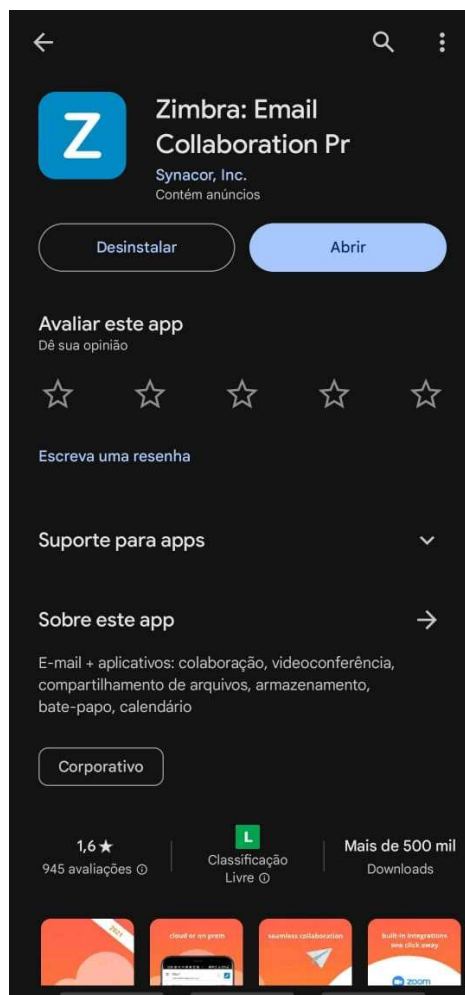 Z
Zimbra: Email
Collaboration Pr
Synacor, Inc.
Contém anúncios
Desinstalar
Abrir
Avaliar este app
Dê sua opinião
Escreva uma resenha
Suporte para apps
Sobre este app
E-mail + aplicativos: colaboração, videoconferência,
compartilhamento de arquivos, armazenamento,
bate-papo, calendário
Corporativo
1,6 ★
945 avaliações
L
Classificação
Livre
Mais de 500 mil
Downloads
2021
cloud or on prem
seamless collaboration
built-in integrations
one click away
zoom